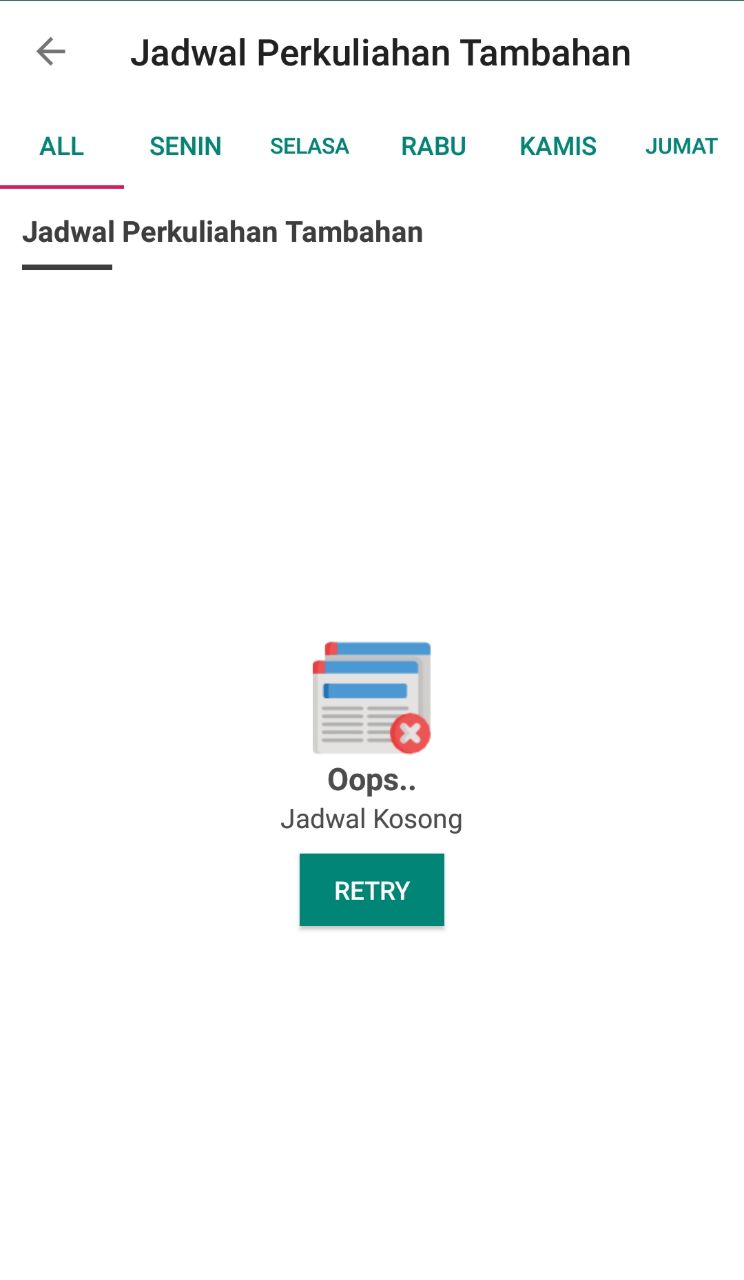 Jadwal Perkuliahan Tambahan
ALL SENIN SELASA RABU KAMIS JUMAT
Jadwal Perkuliahan Tambahan
Oops..
Jadwal Kosong
RETRY